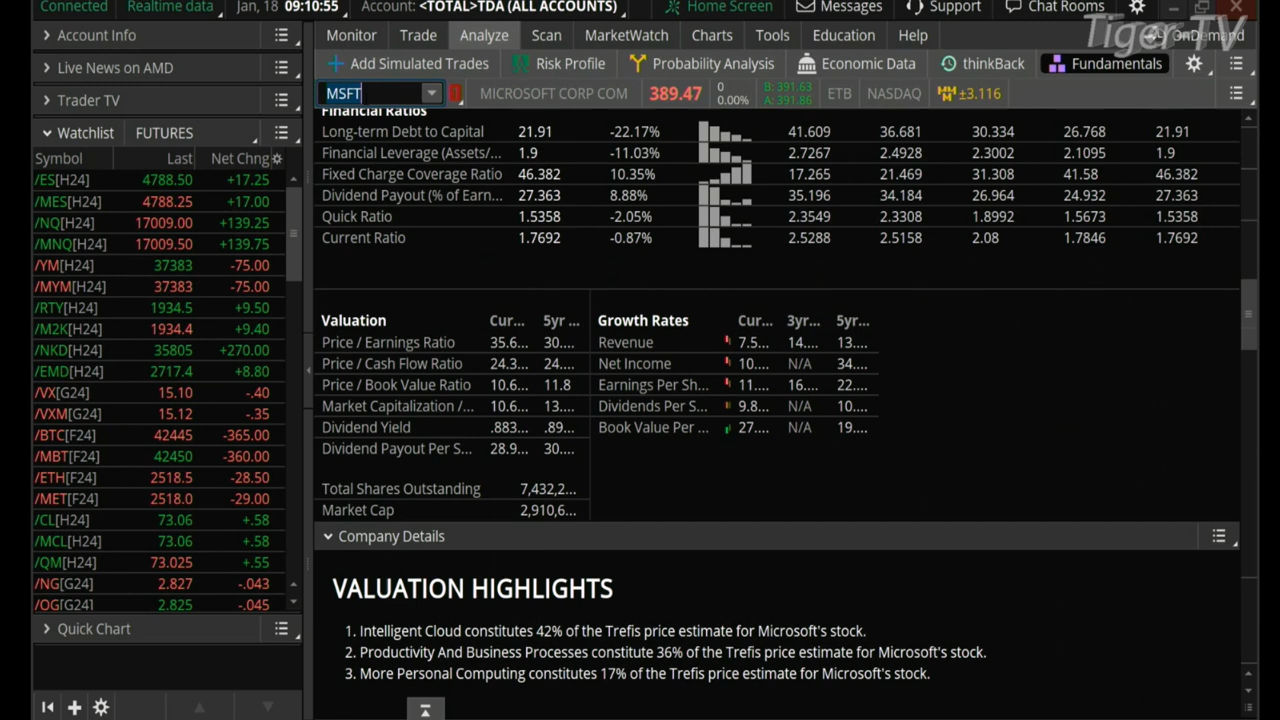 Connected Realtime data Jan, 18 09:10:55 Account: <TOTAL>TDA (ALL ACCOUNTS) Home Screen Messages Support Chat Rooms
Tiger TV
OnDemand
Account Info
Live News on AMD
Trader TV
Watchlist FUTURES
Symbol Last Net Chng
/ES[H24] 4788.50 +17.25
/MES[H24] 4788.25 +17.00
/NQ[H24] 17009.00 +139.25
/MNQ[H24] 17009.50 +139.75
/YM[H24] 37383 -75.00
/MYM[H24] 37383 -75.00
/RTY[H24] 1934.5 +9.50
/M2K[H24] 1934.4 +9.40
/NKD[H24] 35805 +270.00
/EMD[H24] 2717.4 +8.80
/VX[G24] 15.10 -.40
/VXM[G24] 15.12 -.35
/BTC[F24] 42445 -365.00
/MBT[F24] 42450 -360.00
/ETH[F24] 2518.5 -28.50
/MET[F24] 2518.0 -29.00
/CL[H24] 73.06 +.58
/MCL[H24] 73.06 +.58
/QM[H24] 73.025 +.55
/NG[G24] 2.827 -.043
/OG[G24] 2.825 -.045
Quick Chart
Monitor Trade Analyze Scan MarketWatch Charts Tools Education Help
Add Simulated Trades Risk Profile Probability Analysis Economic Data thinkBack Fundamentals
MSFT MICROSOFT CORP COM 389.47 0 0.00% B: 391.63 A: 391.86 ETB NASDAQ ±3.116
Financial Ratios
Long-term Debt to Capital 21.91 -22.17% 41.609 36.681 30.334 26.768 21.91
Financial Leverage (Assets/... 1.9 -11.03% 2.7267 2.4928 2.3002 2.1095 1.9
Fixed Charge Coverage Ratio 46.382 10.35% 17.265 21.469 31.308 41.58 46.382
Dividend Payout (% of Earn... 27.363 8.88% 35.196 34.184 26.964 24.932 27.363
Quick Ratio 1.5358 -2.05% 2.3549 2.3308 1.8992 1.5673 1.5358
Current Ratio 1.7692 -0.87% 2.5288 2.5158 2.08 1.7846 1.7692
Valuation Cur... 5yr ...
Price / Earnings Ratio 35.6... 30....
Price / Cash Flow Ratio 24.3... 24....
Price / Book Value Ratio 10.6... 11.8
Market Capitalization /... 10.6... 13....
Dividend Yield .883... .89...
Dividend Payout Per S... 28.9... 30....
Total Shares Outstanding 7,432,2...
Market Cap 2,910,6...
Growth Rates Cur... 3yr... 5yr...
Revenue 7.5... 14.... 13....
Net Income 10.... N/A 34....
Earnings Per Sh... 11.... 16.... 22....
Dividends Per S... 9.8... N/A 10....
Book Value Per ... 27.... N/A 19....
Company Details
VALUATION HIGHLIGHTS
1. Intelligent Cloud constitutes 42% of the Trefis price estimate for Microsoft's stock.
2. Productivity And Business Processes constitute 36% of the Trefis price estimate for Microsoft's stock.
3. More Personal Computing constitutes 17% of the Trefis price estimate for Microsoft's stock.